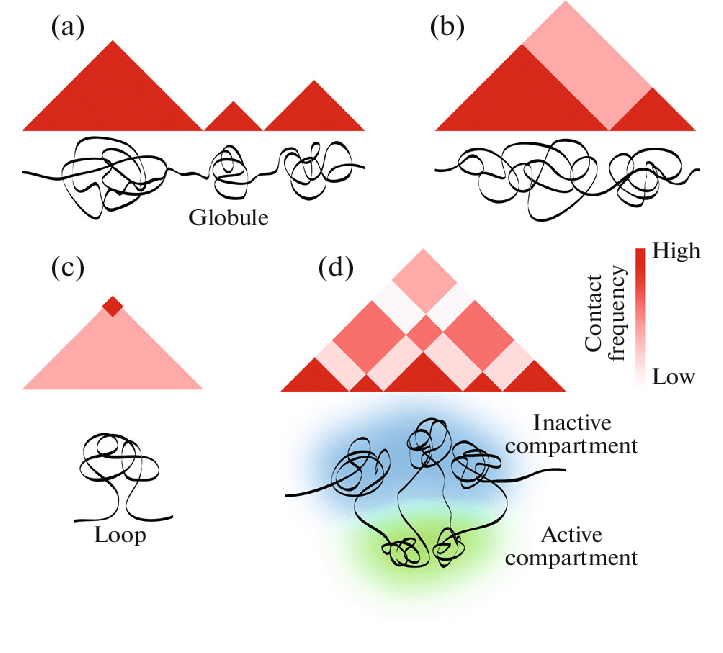 (a)
(b)
Globule
(c)
(d)
Contact
frequency
High
Low
Loop
Inactive
compartment
Active
compartment